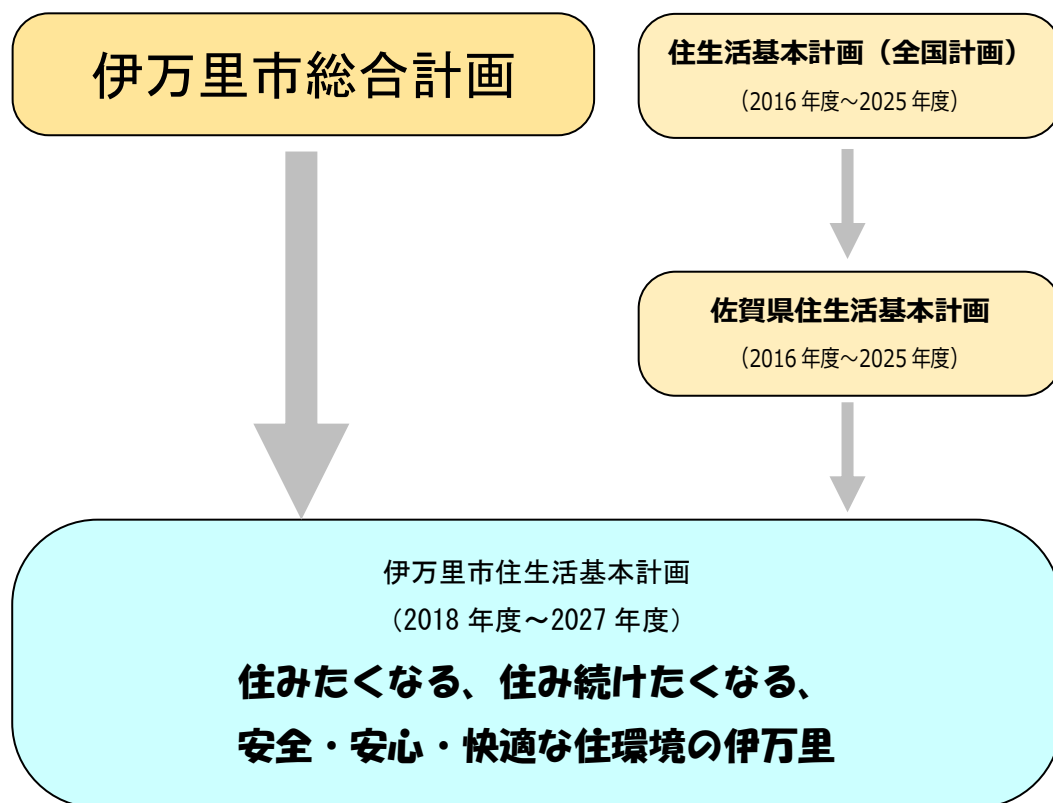 伊万里市総合計画
住生活基本計画（全国計画）
（2016 年度～2025 年度）
佐賀県住生活基本計画
（2016 年度～2025 年度）
伊万里市住生活基本計画
（2018 年度～2027 年度）
住みたくなる、住み続けたくなる、
安全・安心・快適な住環境の伊万里